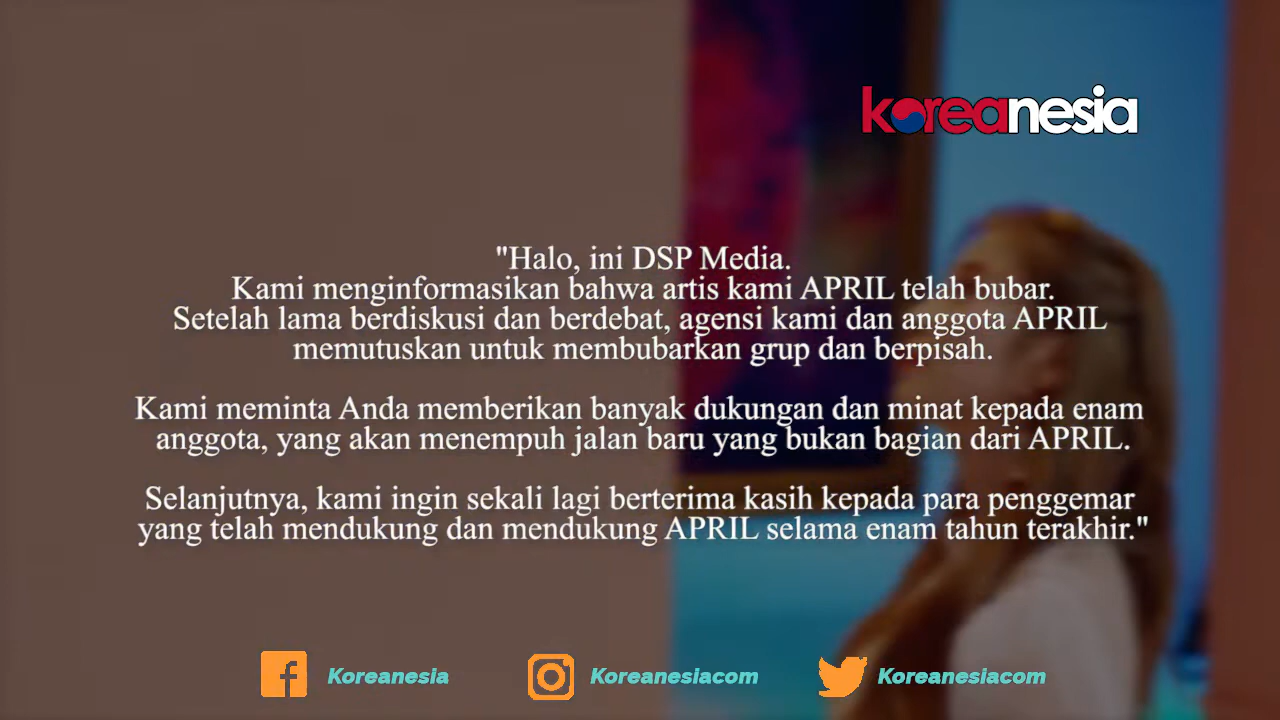 koreanesia
"Halo, ini DSP Media.
Kami menginformasikan bahwa artis kami APRIL telah bubar.
Setelah lama berdiskusi dan berdebat, agensi kami dan anggota APRIL
memutuskan untuk membubarkan grup dan berpisah.
Kami meminta Anda memberikan banyak dukungan dan minat kepada enam
anggota, yang akan menempuh jalan baru yang bukan bagian dari APRIL.
Selanjutnya, kami ingin sekali lagi berterima kasih kepada para penggemar
yang telah mendukung dan mendukung APRIL selama enam tahun terakhir."
Koreanesia
Koreanesiacom
Koreanesiacom